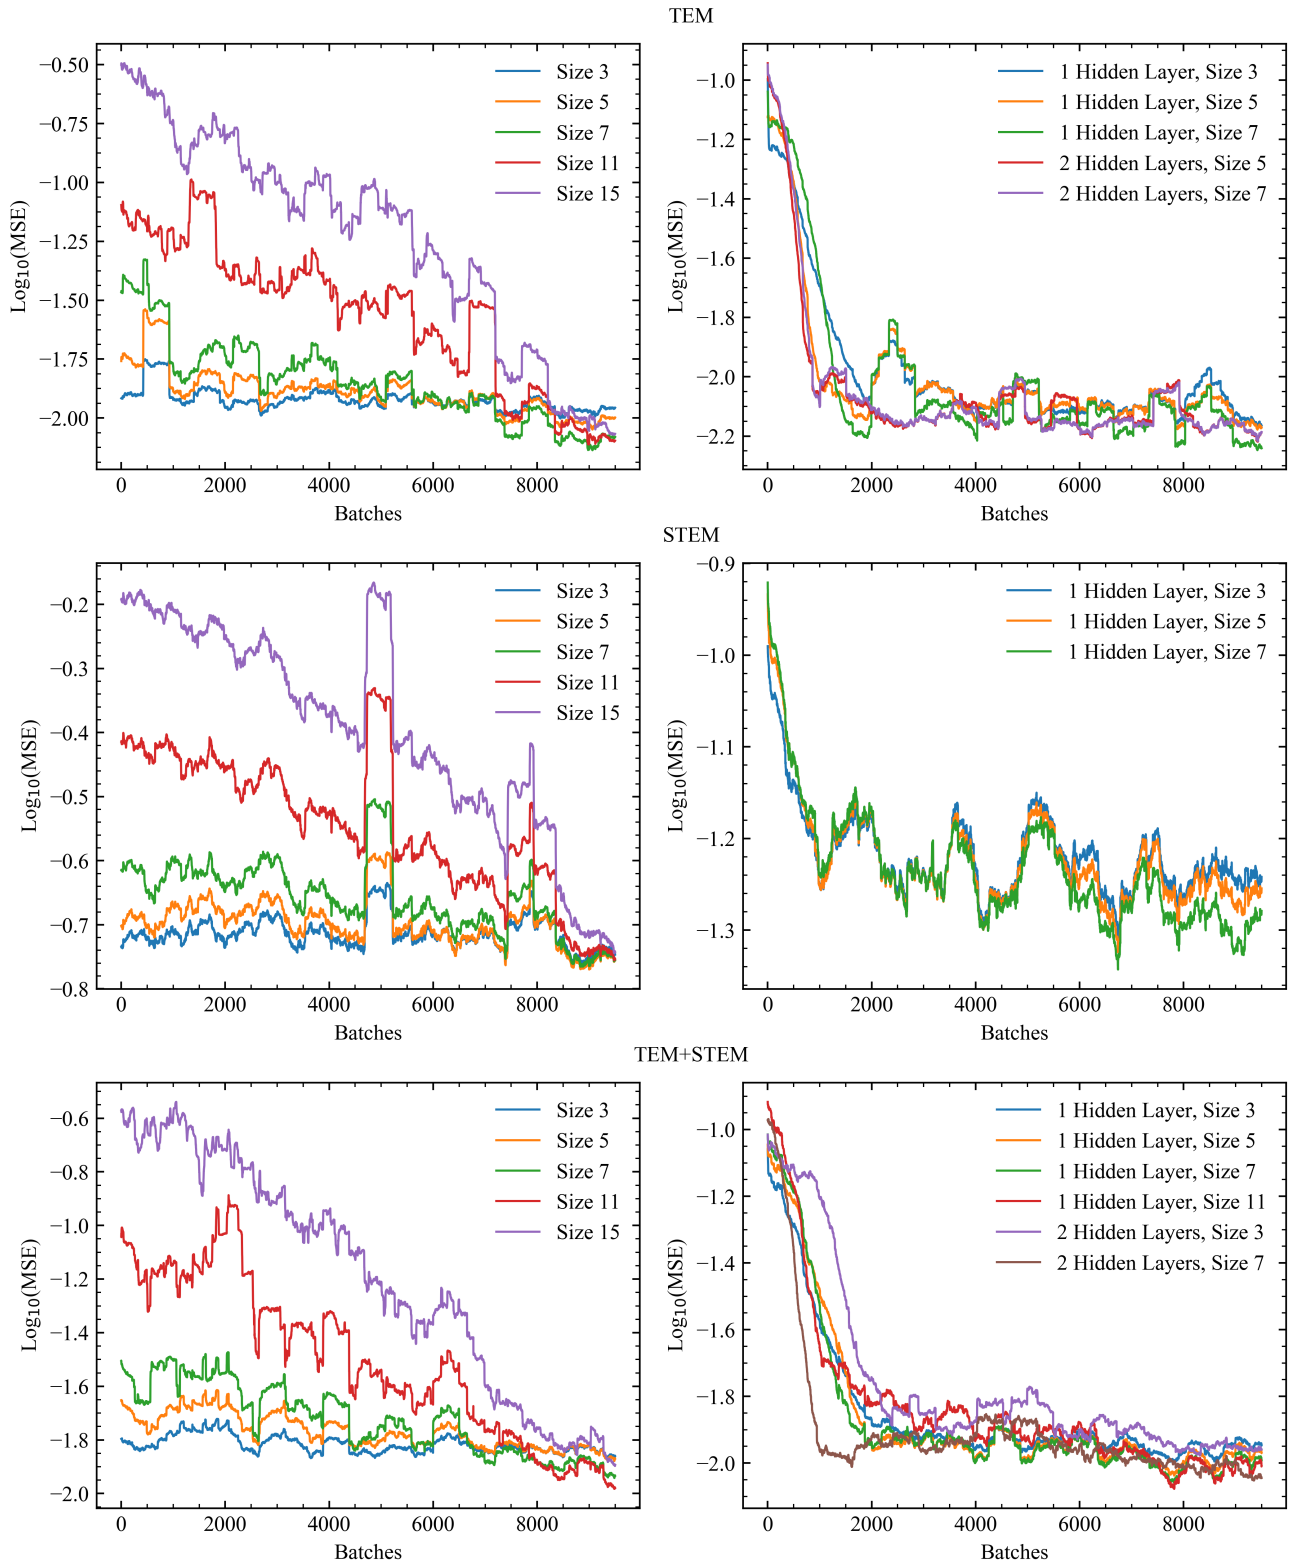 TEM
−0.50
−0.75
−1.00
−1.25
−1.50
−1.75
−2.00
Log₁₀(MSE)
Size 3
Size 5
Size 7
Size 11
Size 15
0 2000 4000 6000 8000
Batches
−1.0
−1.2
−1.4
−1.6
−1.8
−2.0
−2.2
Log₁₀(MSE)
1 Hidden Layer, Size 3
1 Hidden Layer, Size 5
1 Hidden Layer, Size 7
2 Hidden Layers, Size 5
2 Hidden Layers, Size 7
0 2000 4000 6000 8000
Batches
STEM
−0.2
−0.3
−0.4
−0.5
−0.6
−0.7
−0.8
Log₁₀(MSE)
Size 3
Size 5
Size 7
Size 11
Size 15
0 2000 4000 6000 8000
Batches
−0.9
−1.0
−1.1
−1.2
−1.3
Log₁₀(MSE)
1 Hidden Layer, Size 3
1 Hidden Layer, Size 5
1 Hidden Layer, Size 7
0 2000 4000 6000 8000
Batches
TEM+STEM
−0.6
−0.8
−1.0
−1.2
−1.4
−1.6
−1.8
−2.0
Log₁₀(MSE)
Size 3
Size 5
Size 7
Size 11
Size 15
0 2000 4000 6000 8000
Batches
−1.0
−1.2
−1.4
−1.6
−1.8
−2.0
Log₁₀(MSE)
1 Hidden Layer, Size 3
1 Hidden Layer, Size 5
1 Hidden Layer, Size 7
1 Hidden Layer, Size 11
2 Hidden Layers, Size 3
2 Hidden Layers, Size 7
0 2000 4000 6000 8000
Batches